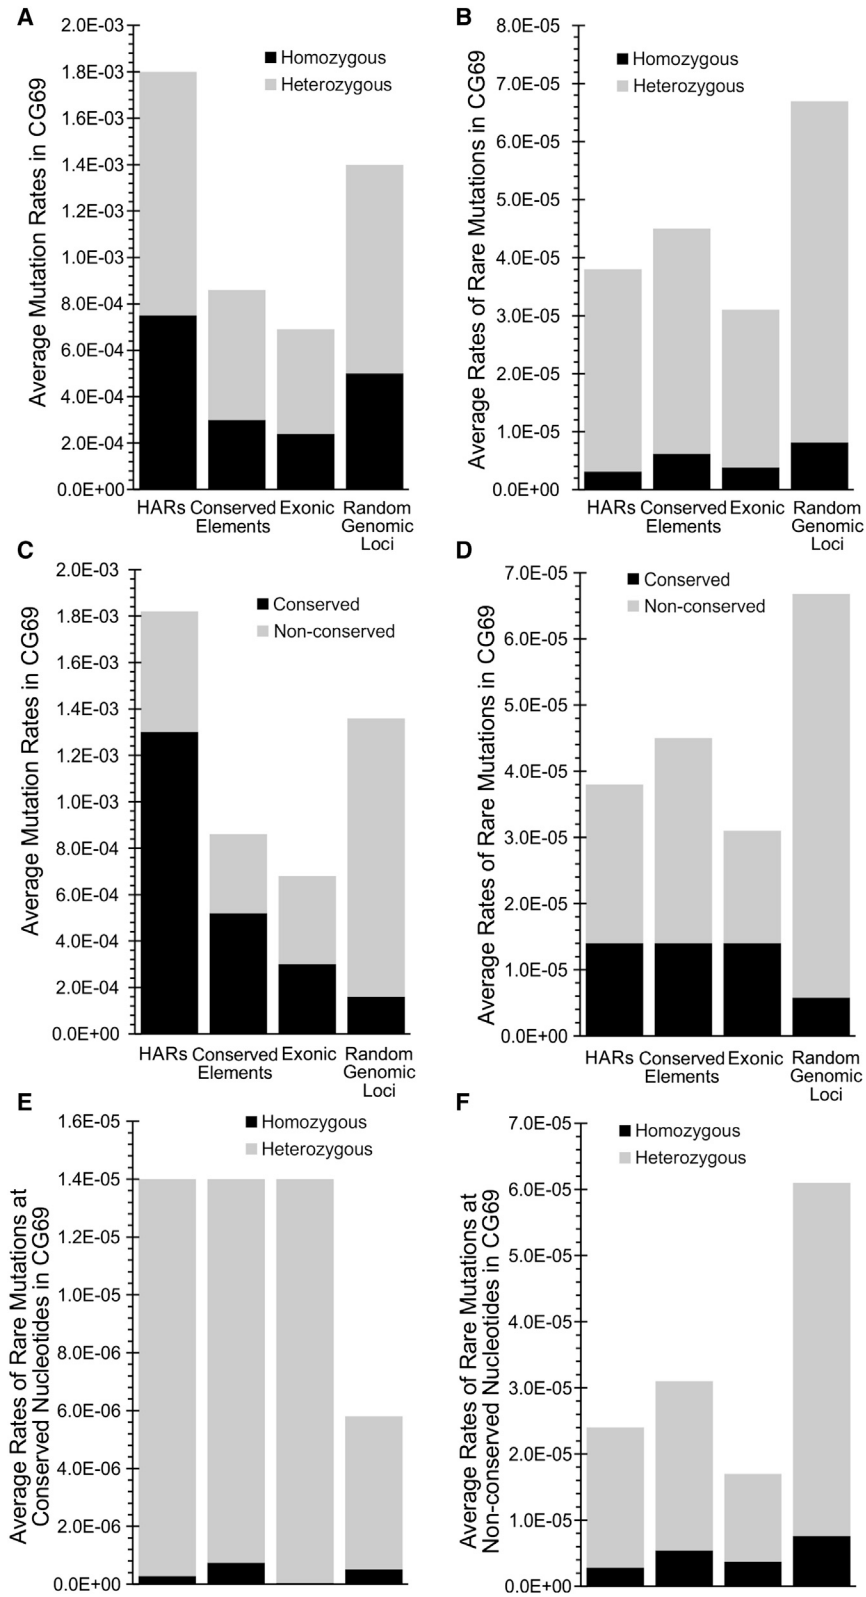 A
Average Mutation Rates in CG69
2.0E-03
1.8E-03
1.6E-03
1.4E-03
1.2E-03
1.0E-03
8.0E-04
6.0E-04
4.0E-04
2.0E-04
0.0E+00
Homozygous
Heterozygous
HARs Conserved Exonic Random
Elements Genomic
Loci
B
Average Rates of Rare Mutations in CG69
8.0E-05
7.0E-05
6.0E-05
5.0E-05
4.0E-05
3.0E-05
2.0E-05
1.0E-05
0.0E+00
Homozygous
Heterozygous
HARs Conserved Exonic Random
Elements Genomic
Loci
C
Average Mutation Rates in CG69
2.0E-03
1.8E-03
1.6E-03
1.4E-03
1.2E-03
1.0E-03
8.0E-04
6.0E-04
4.0E-04
2.0E-04
0.0E+00
Conserved
Non-conserved
HARs Conserved Exonic Random
Elements Genomic
Loci
D
Average Rates of Rare Mutations in CG69
7.0E-05
6.0E-05
5.0E-05
4.0E-05
3.0E-05
2.0E-05
1.0E-05
0.0E+00
Conserved
Non-conserved
HARs Conserved Exonic Random
Elements Genomic
Loci
E
Average Rates of Rare Mutations at
Conserved Nucleotides in CG69
1.6E-05
1.4E-05
1.2E-05
1.0E-05
8.0E-06
6.0E-06
4.0E-06
2.0E-06
0.0E+00
Homozygous
Heterozygous
F
Average Rates of Rare Mutations at
Non-conserved Nucleotides in CG69
7.0E-05
6.0E-05
5.0E-05
4.0E-05
3.0E-05
2.0E-05
1.0E-05
0.0E+00
Homozygous
Heterozygous